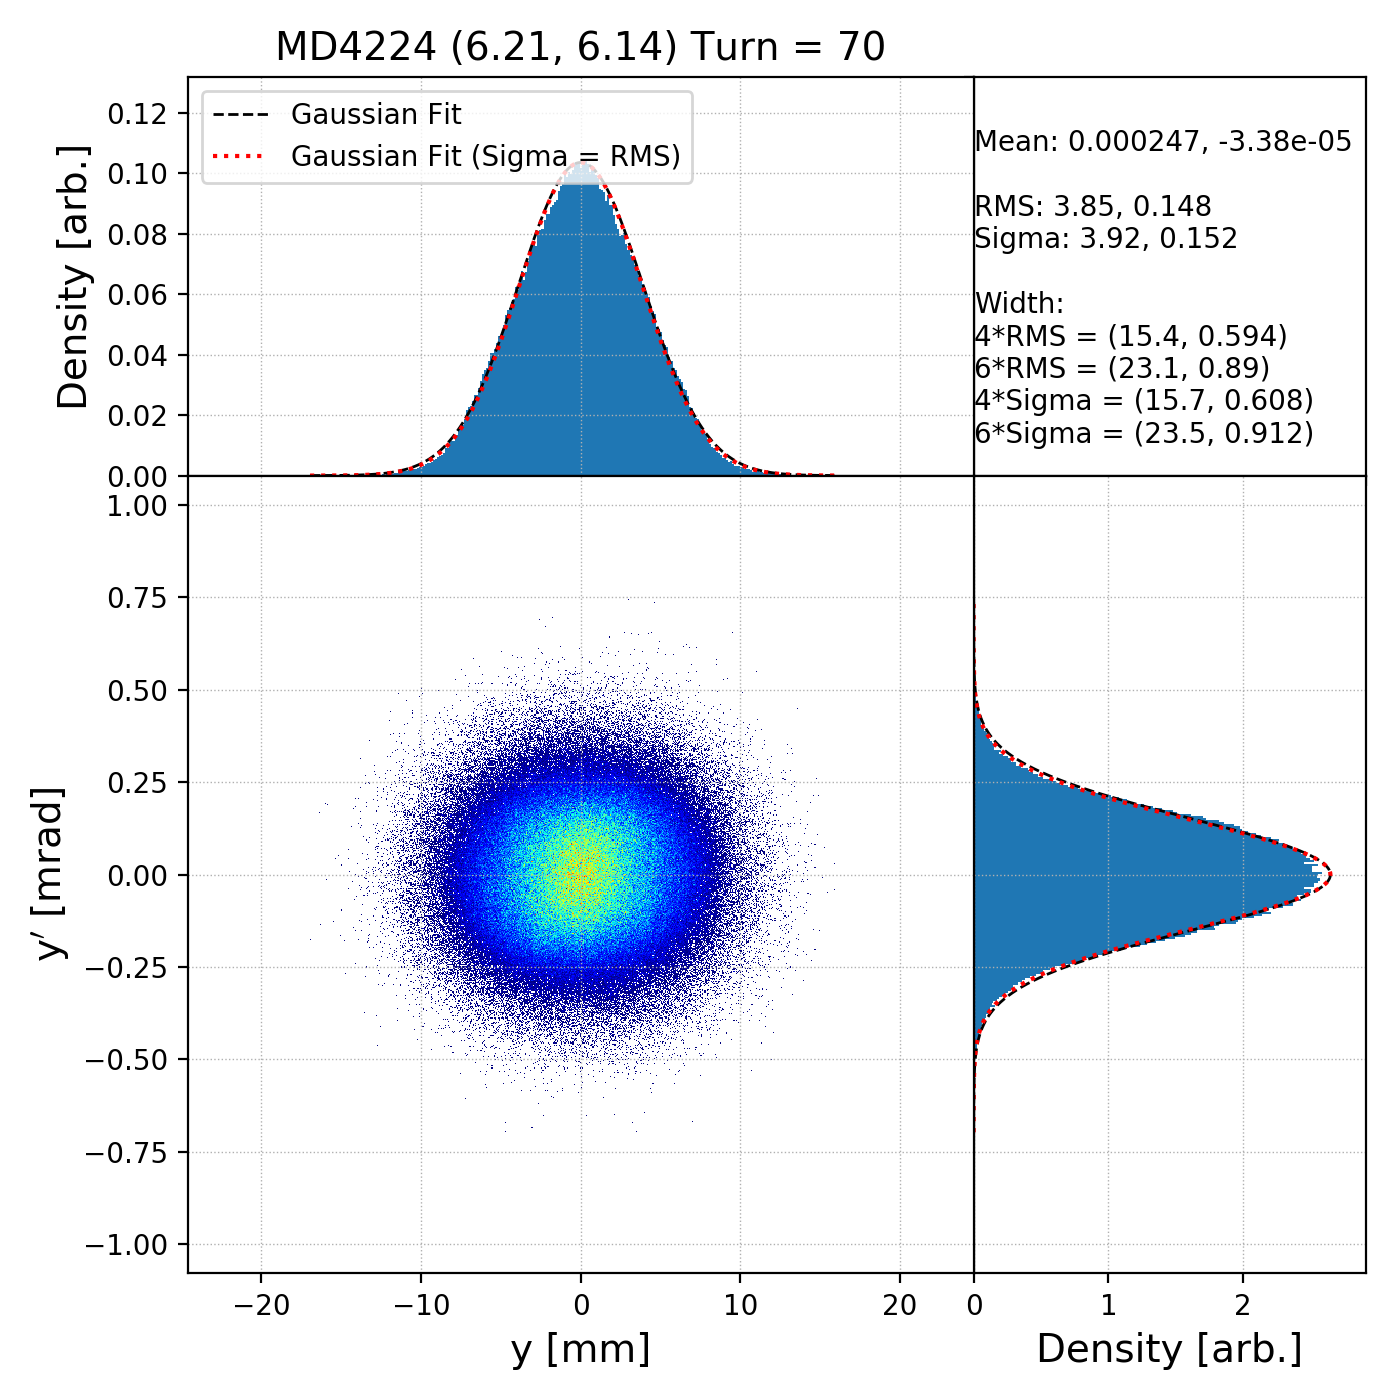 MD4224 (6.21, 6.14) Turn = 70
Gaussian Fit
Gaussian Fit (Sigma = RMS)
Density [arb.]
0.12
0.10
0.08
0.06
0.04
0.02
0.00
Mean: 0.000247, -3.38e-05
RMS: 3.85, 0.148
Sigma: 3.92, 0.152
Width:
4*RMS = (15.4, 0.594)
6*RMS = (23.1, 0.89)
4*Sigma = (15.7, 0.608)
6*Sigma = (23.5, 0.912)
y′ [mrad]
1.00
0.75
0.50
0.25
0.00
−0.25
−0.50
−0.75
−1.00
−20 −10 0 10 20
y [mm]
0 1 2
Density [arb.]